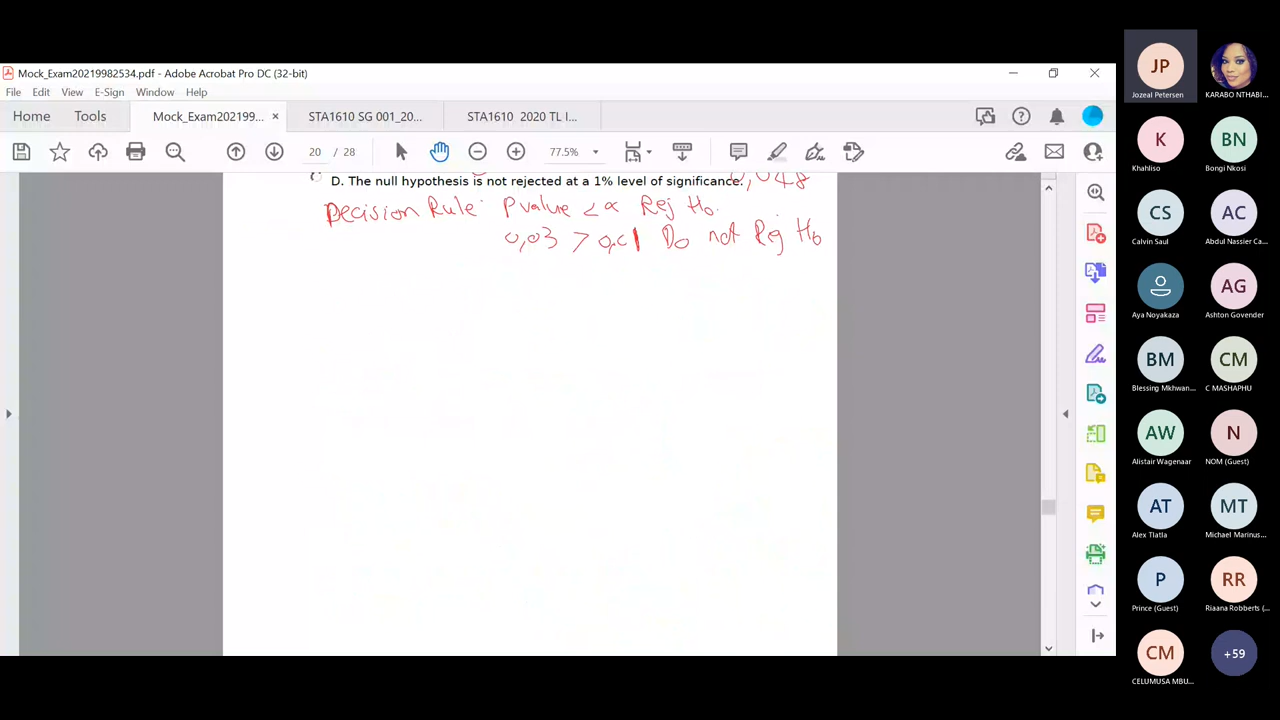 Mock_Exam20219982534.pdf - Adobe Acrobat Pro DC (32-bit)
File Edit View E-Sign Window Help
Home Tools Mock_Exam202199... × STA1610 SG 001_20... STA1610 2020 TL I...
20 / 28 77.5%
D. The null hypothesis is not rejected at a 1% level of significance. 0,048
Decision Rule: Pvalue < α Rej Ho.
0,03 > 0,01 Do not Rej Ho
JP
Jozeal Petersen
KARABO NTHABI...
K
Khahliso
BN
Bongi Nkosi
CS
Calvin Saul
AC
Abdul Nassier Ca...
Aya Noyakaza
AG
Ashton Govender
BM
Blessing Mkhwan...
CM
C MASHAPHU
AW
Alistair Wagenaar
N
NOM (Guest)
AT
Alex Tlatla
MT
Michael Marinus...
P
Prince (Guest)
RR
Riaana Robberts (...
CM
CELUMUSA MBU...
+59